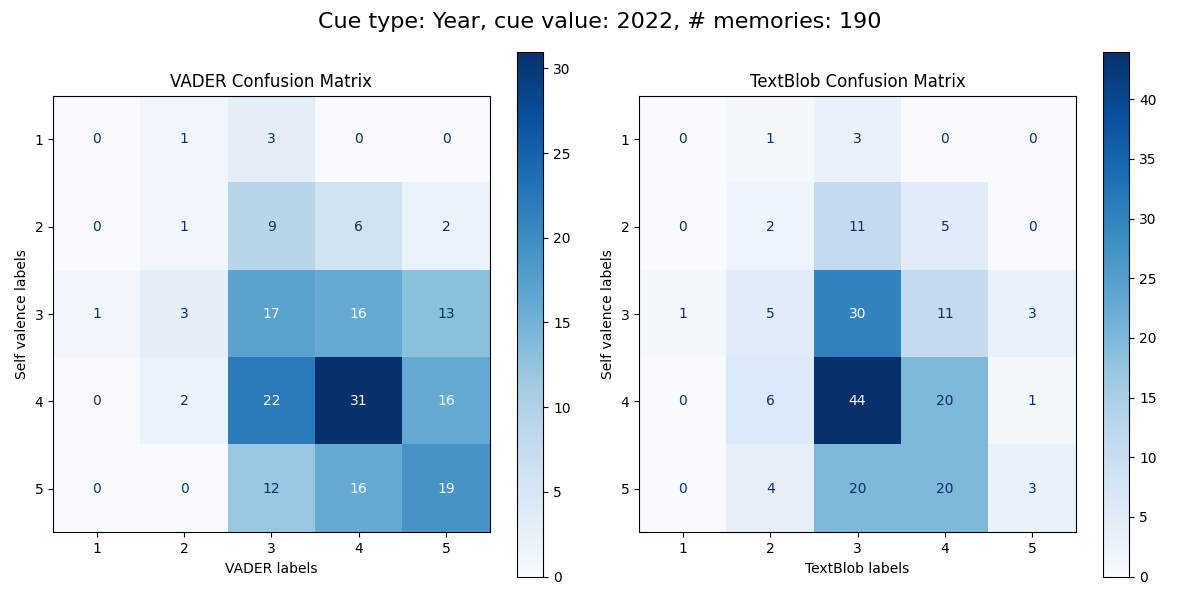 Cue type: Year, cue value: 2022, # memories: 190
VADER Confusion Matrix
Self valence labels
1 0 1 3 0 0
2 0 1 9 6 2
3 1 3 17 16 13
4 0 2 22 31 16
5 0 0 12 16 19
1 2 3 4 5
VADER labels
30
25
20
15
10
5
0
TextBlob Confusion Matrix
Self valence labels
1 0 1 3 0 0
2 0 2 11 5 0
3 1 5 30 11 3
4 0 6 44 20 1
5 0 4 20 20 3
1 2 3 4 5
TextBlob labels
40
35
30
25
20
15
10
5
0